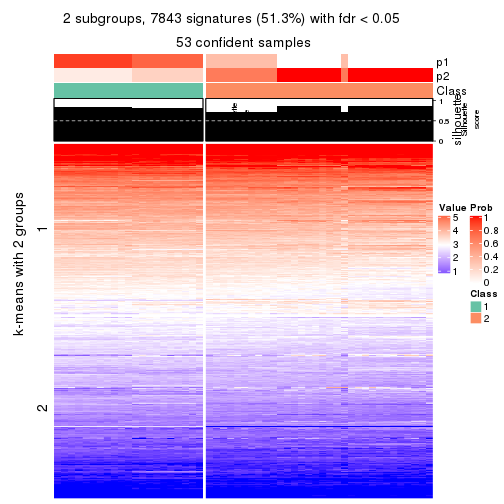 2 subgroups, 7843 signatures (51.3%) with fdr < 0.05
53 confident samples
p1
p2
Class
1
0.5
0
silhouette
Silhouette
score
k-means with 2 groups
1
2
Value
5
4
3
2
1
Prob
1
0.8
0.6
0.4
0.2
0
Class
1
2